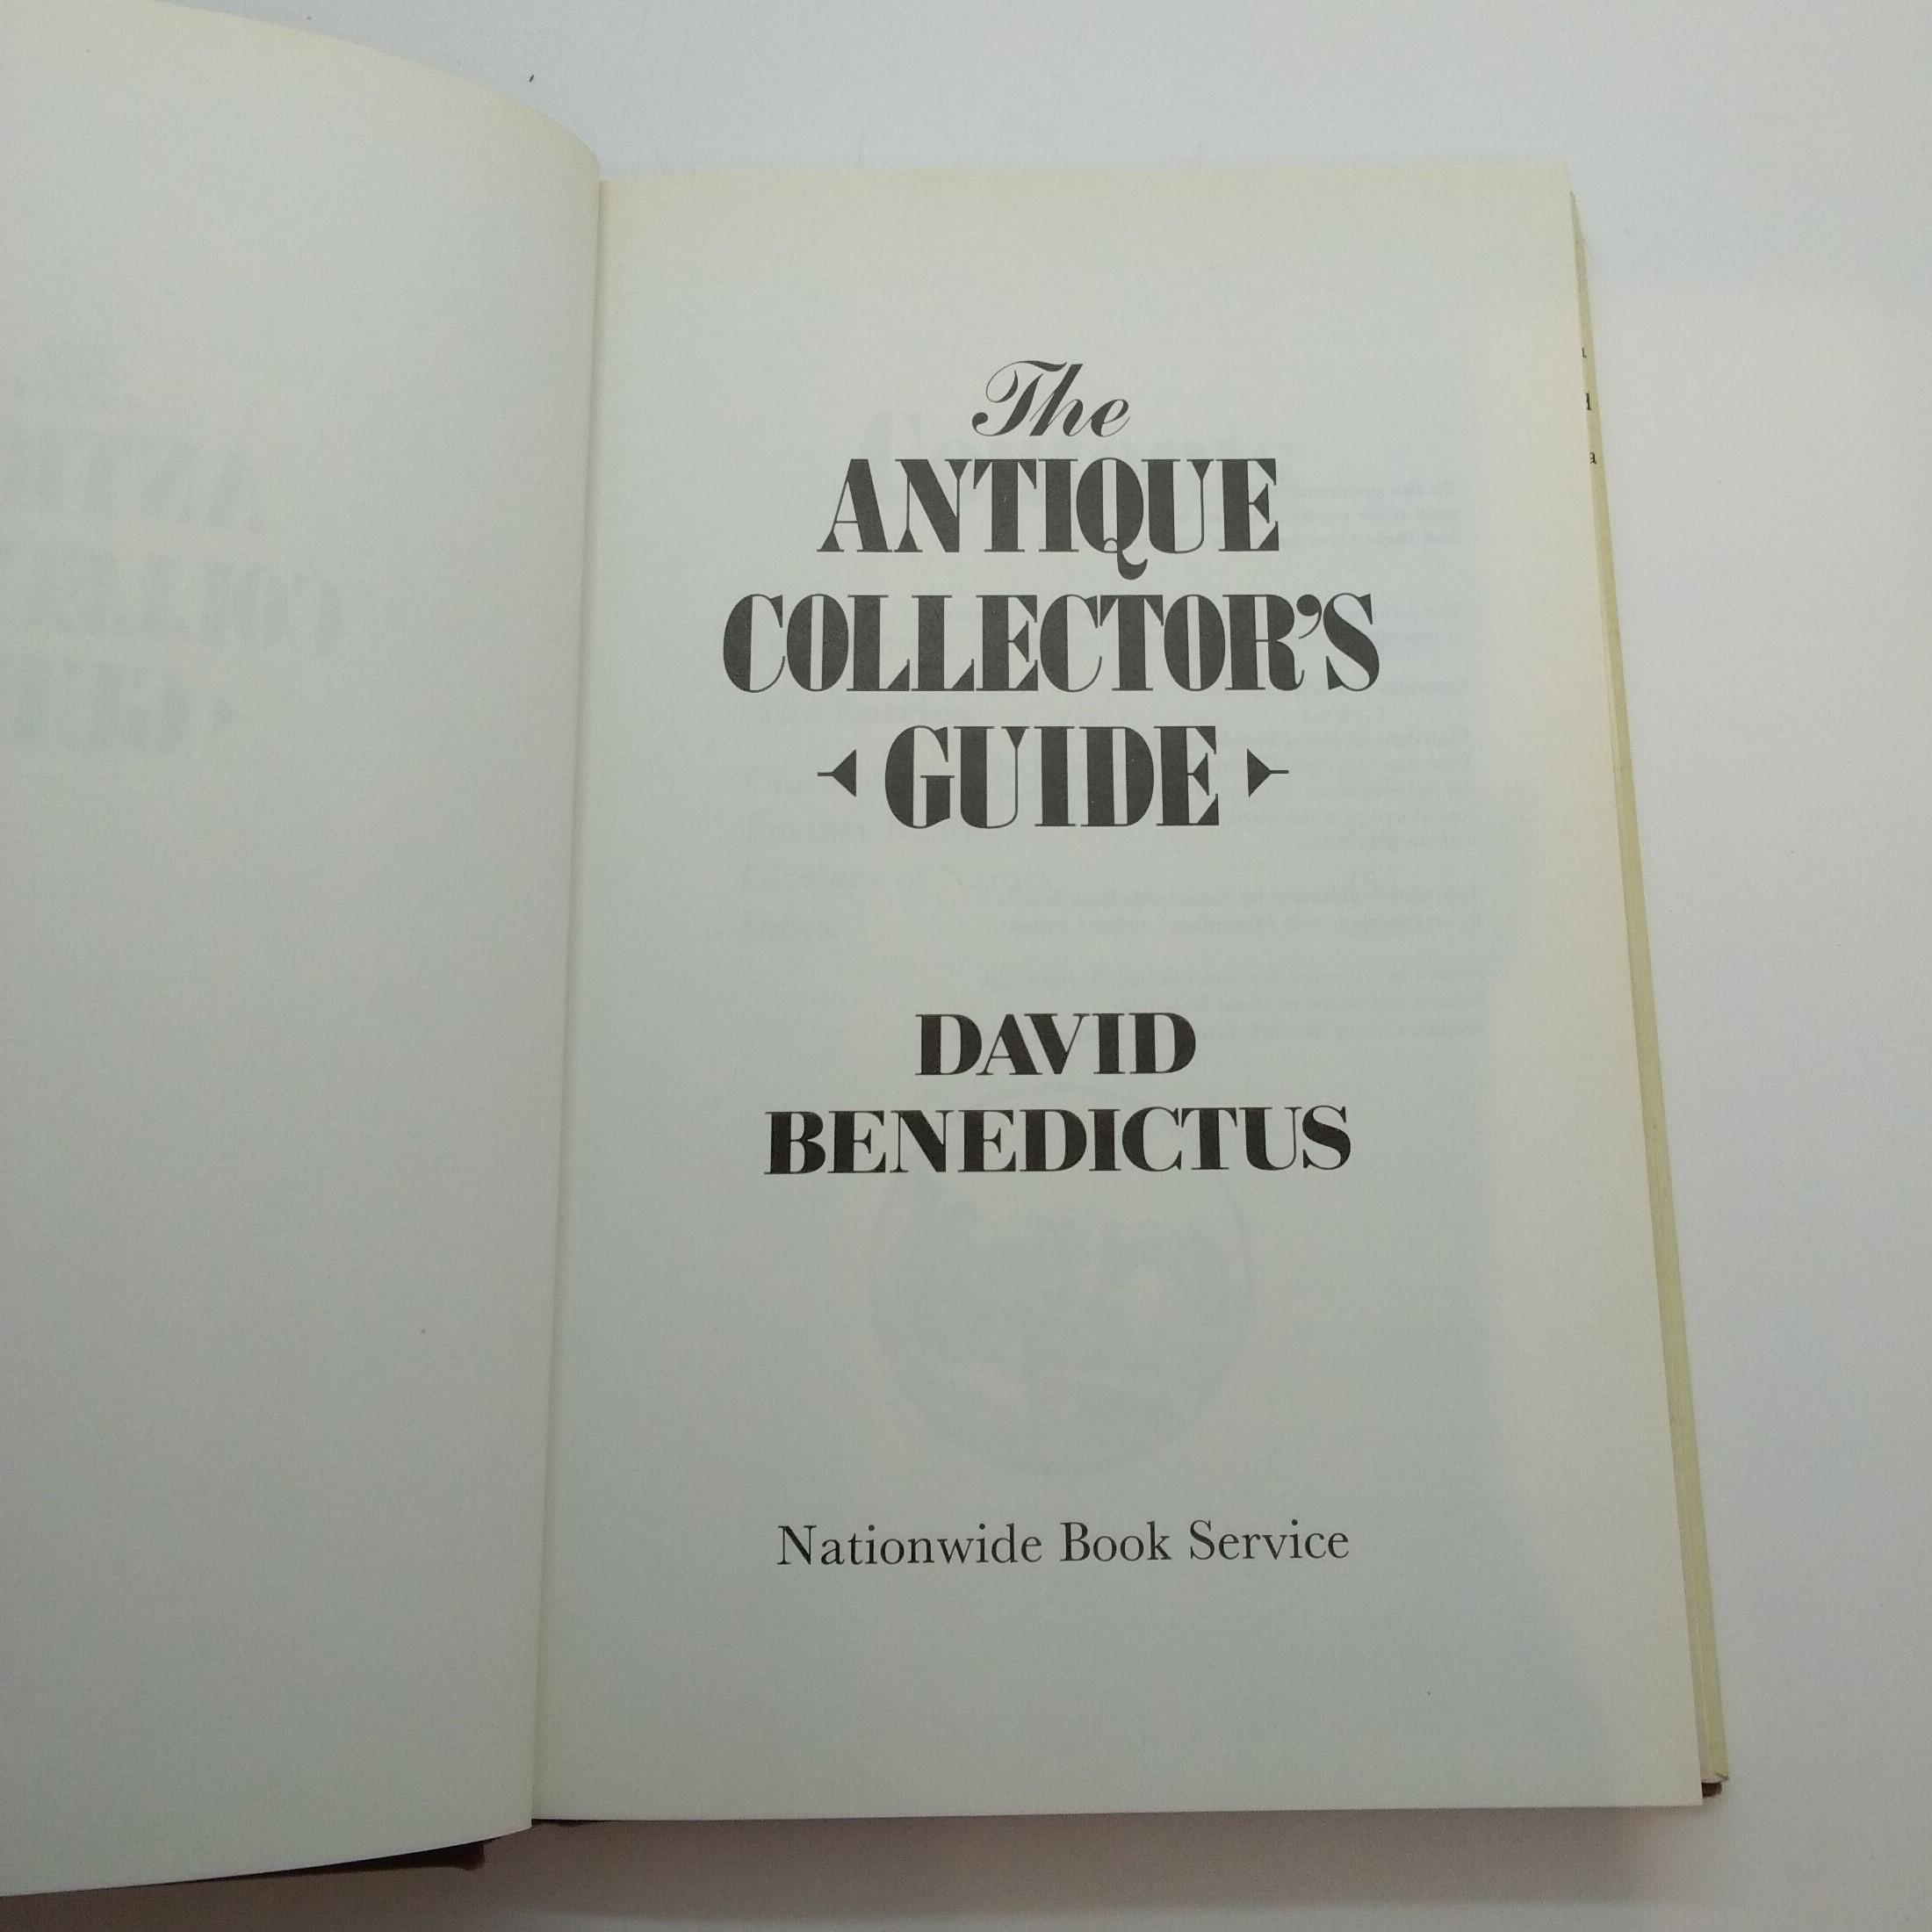 The
ANTIQUE
COLLECTOR'S
GUIDE
DAVID
BENEDICTUS
Nationwide Book Service